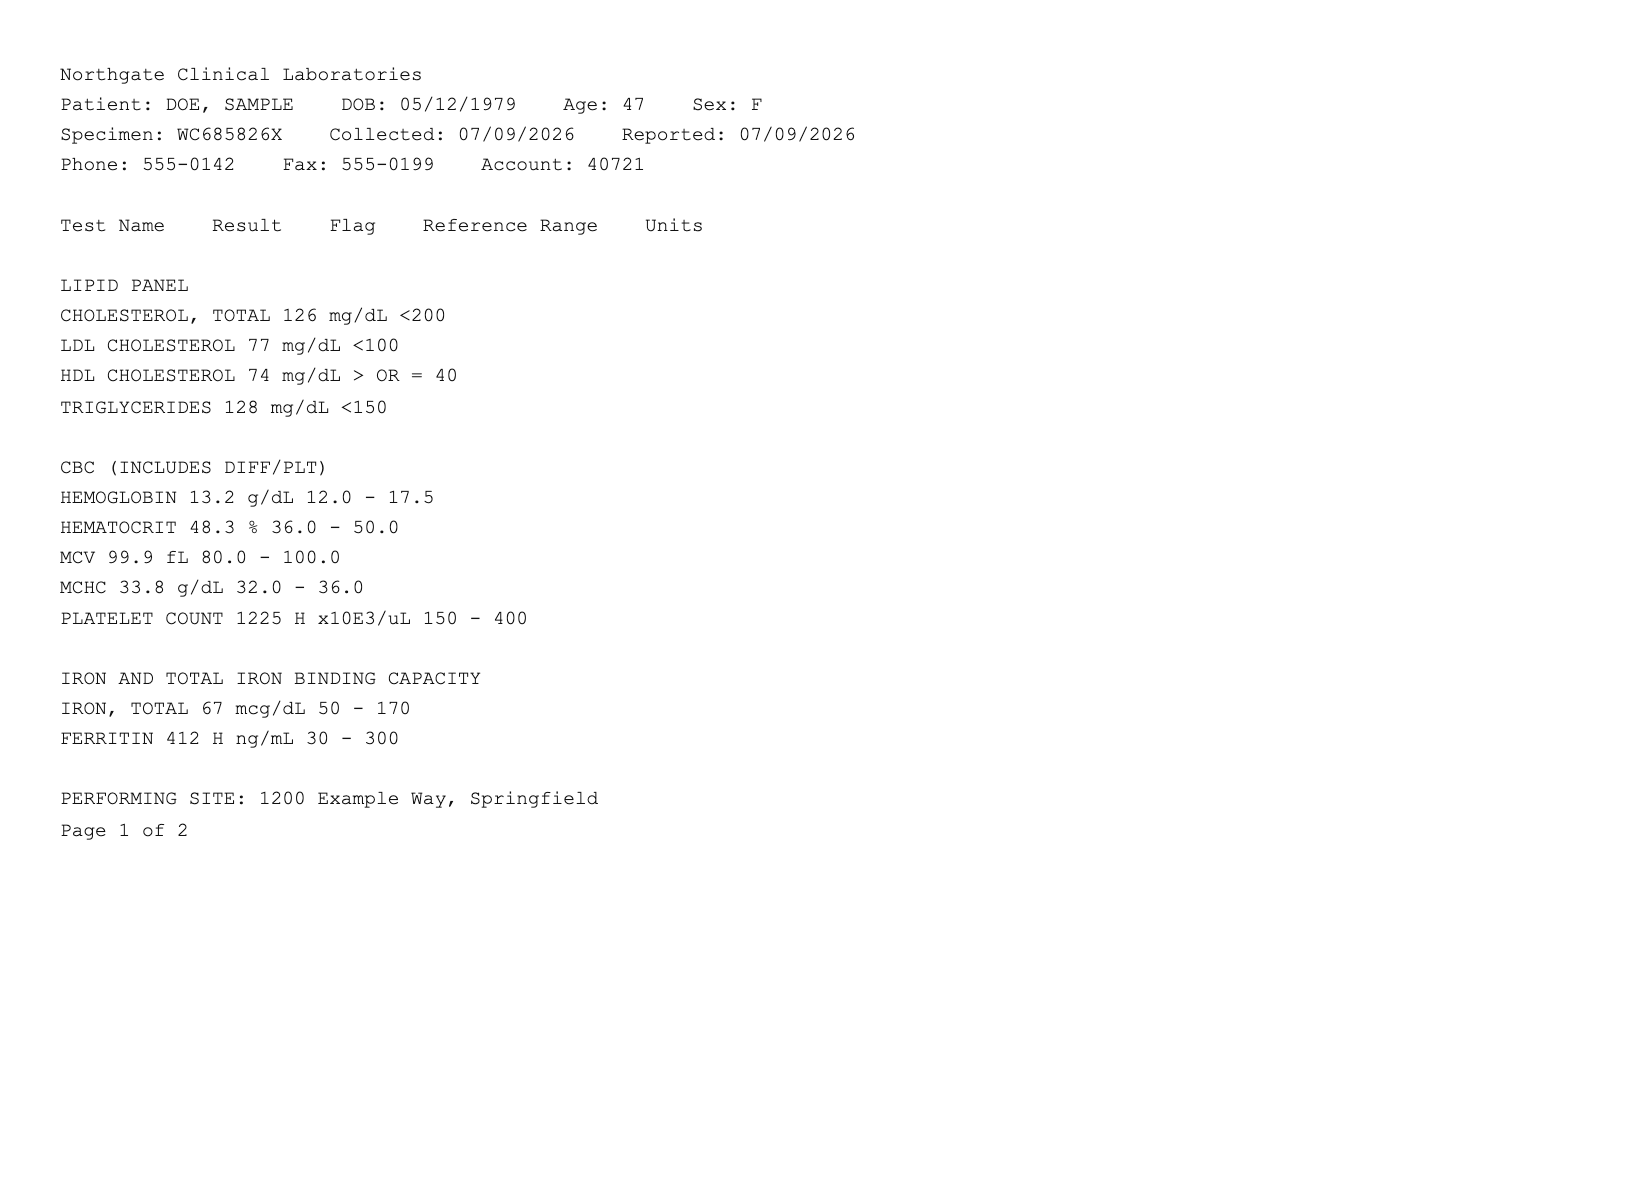 Northgate Clinical Laboratories
Patient: DOE, SAMPLE    DOB: 05/12/1979    Age: 47    Sex: F
Specimen: WC685826X    Collected: 07/09/2026    Reported: 07/09/2026
Phone: 555-0142    Fax: 555-0199    Account: 40721
Test Name    Result    Flag    Reference Range    Units
LIPID PANEL
CHOLESTEROL, TOTAL 126 mg/dL <200
LDL CHOLESTEROL 77 mg/dL <100
HDL CHOLESTEROL 74 mg/dL > OR = 40
TRIGLYCERIDES 128 mg/dL <150
CBC (INCLUDES DIFF/PLT)
HEMOGLOBIN 13.2 g/dL 12.0 - 17.5
HEMATOCRIT 48.3 % 36.0 - 50.0
MCV 99.9 fL 80.0 - 100.0
MCHC 33.8 g/dL 32.0 - 36.0
PLATELET COUNT 1225 H x10E3/uL 150 - 400
IRON AND TOTAL IRON BINDING CAPACITY
IRON, TOTAL 67 mcg/dL 50 - 170
FERRITIN 412 H ng/mL 30 - 300
PERFORMING SITE: 1200 Example Way, Springfield
Page 1 of 2